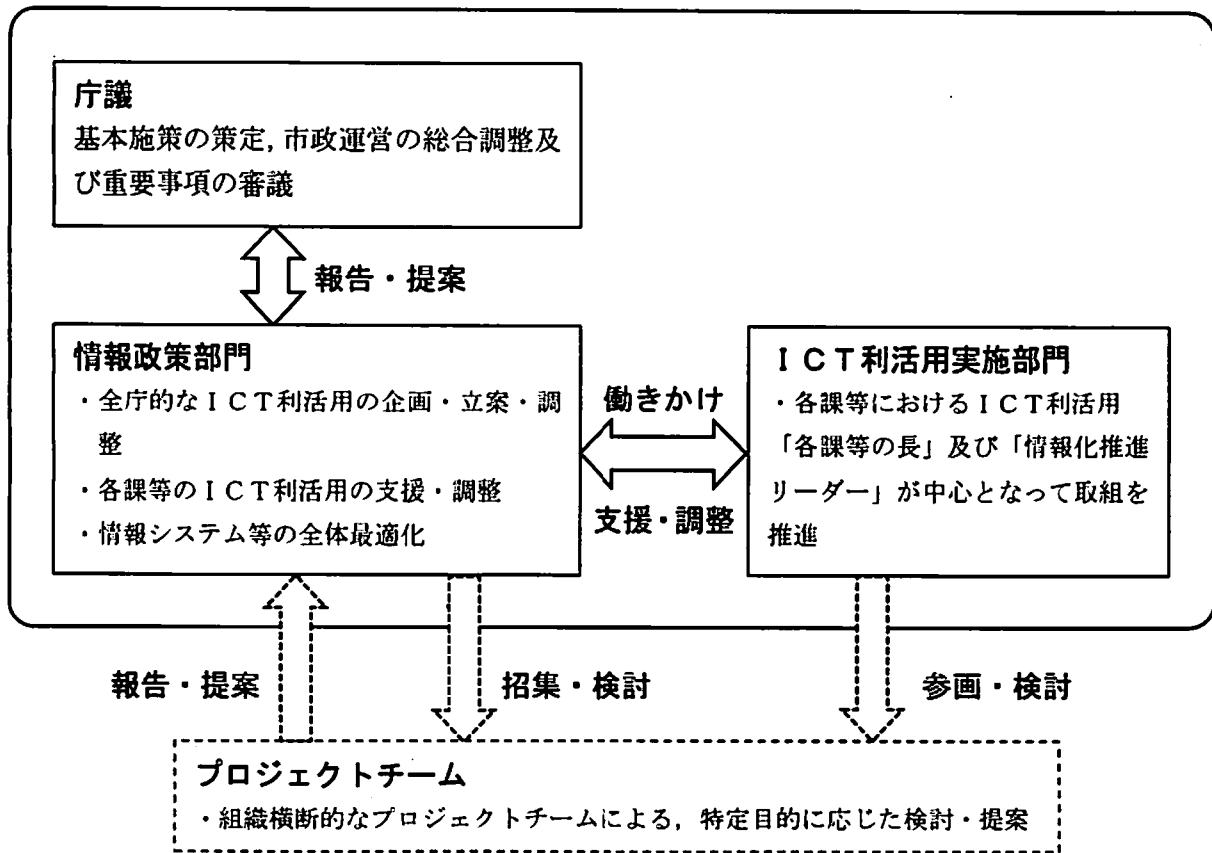 庁議
基本施策の策定, 市政運営の総合調整及
び重要事項の審議
報告・提案
情報政策部門
・全庁的なICT利活用の企画・立案・調
整
・各課等のICT利活用の支援・調整
・情報システム等の全体最適化
働きかけ
支援・調整
ICT利活用実施部門
・各課等におけるICT利活用
「各課等の長」及び「情報化推進
リーダー」が中心となって取組を
推進
報告・提案
招集・検討
参画・検討
プロジェクトチーム
・組織横断的なプロジェクトチームによる, 特定目的に応じた検討・提案